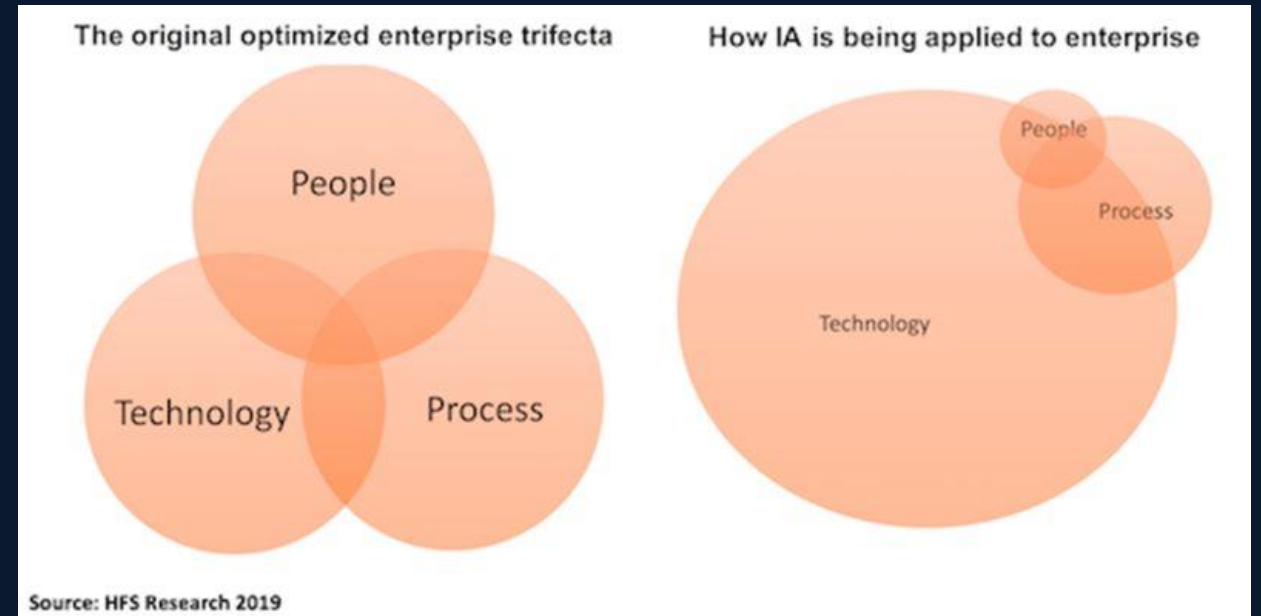 The original optimized enterprise trifecta
People
Technology
Process
How IA is being applied to enterprise
People
Process
Technology
Source: HFS Research 2019